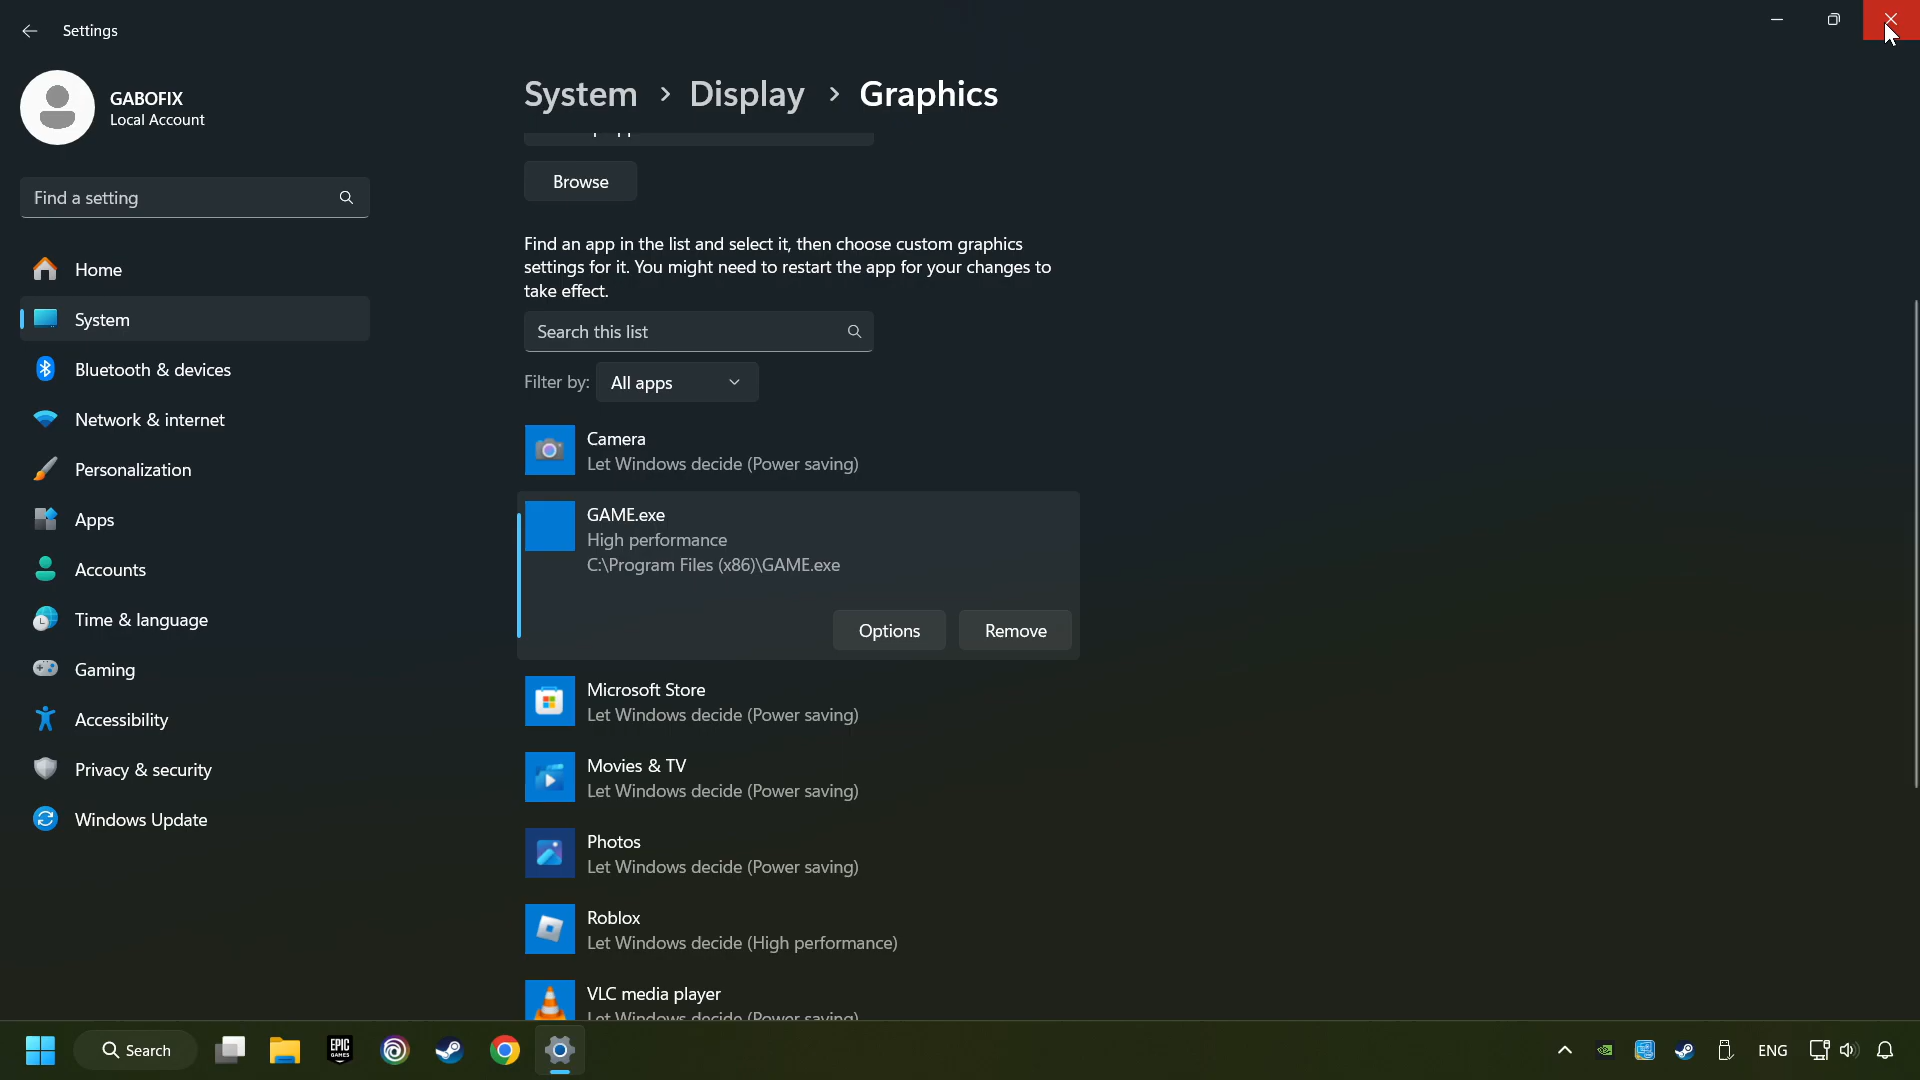 Settings
GABOFIX
Local Account
Find a setting
Home
System
Bluetooth & devices
Network & internet
Personalization
Apps
Accounts
Time & language
Gaming
Accessibility
Privacy & security
Windows Update
System > Display > Graphics
Browse
Find an app in the list and select it, then choose custom graphics
settings for it. You might need to restart the app for your changes to
take effect.
Search this list
Filter by: All apps
Camera
Let Windows decide (Power saving)
GAME.exe
High performance
C:\Program Files (x86)\GAME.exe
Options Remove
Microsoft Store
Let Windows decide (Power saving)
Movies & TV
Let Windows decide (Power saving)
Photos
Let Windows decide (Power saving)
Roblox
Let Windows decide (High performance)
VLC media player
Let Windows decide (Power saving)
Search
EPIC
GAMES
ENG